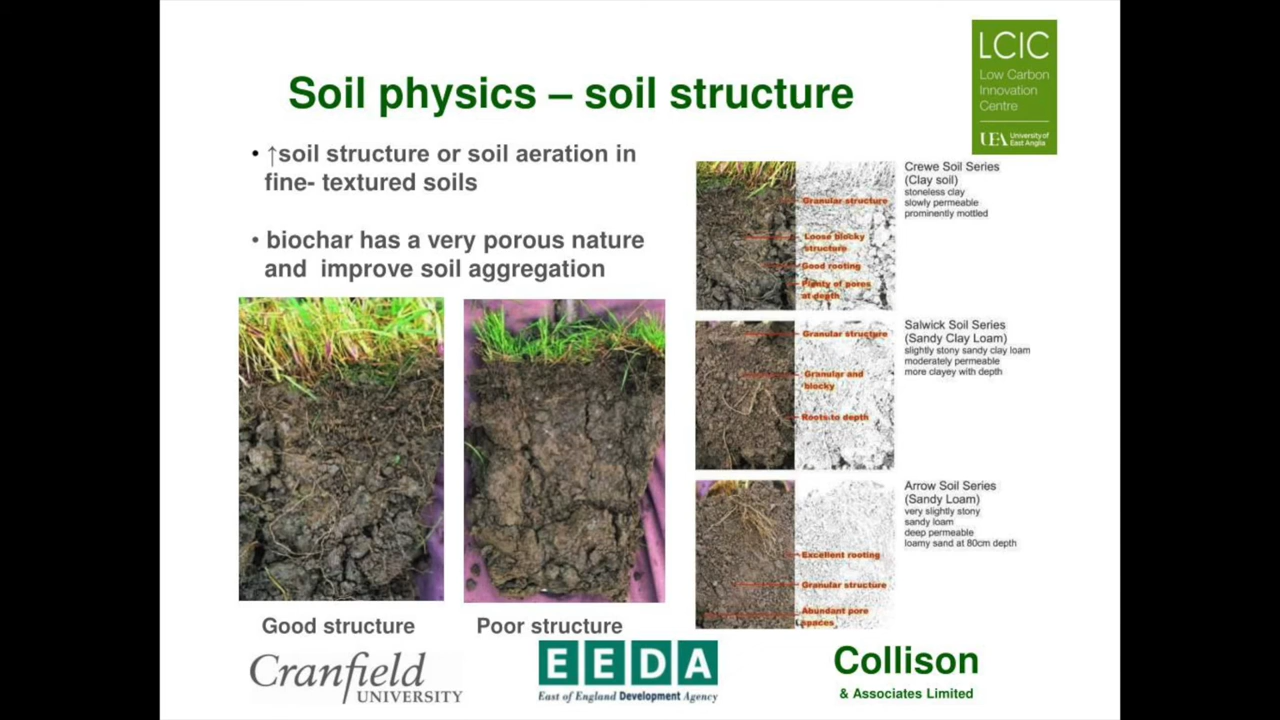 Soil physics – soil structure
LCIC
Low Carbon
Innovation
Centre
UEA University of
East Anglia
• ↑soil structure or soil aeration in
fine- textured soils
• biochar has a very porous nature
and improve soil aggregation
Good structure
Poor structure
Granular structure
Loose blocky
structure
Good rooting
Plenty of pores
at depth
Crewe Soil Series
(Clay soil)
stoneless clay
slowly permeable
prominently mottled
Granular structure
Granular and
blocky
Roots to depth
Salwick Soil Series
(Sandy Clay Loam)
slightly stony sandy clay loam
moderately permeable
more clayey with depth
Excellent rooting
Granular structure
Abundant pore
spaces
Arrow Soil Series
(Sandy Loam)
very slightly stony
sandy loam
deep permeable
loamy sand at 80cm depth
Cranfield
UNIVERSITY
EEDA
East of England Development Agency
Collison
& Associates Limited